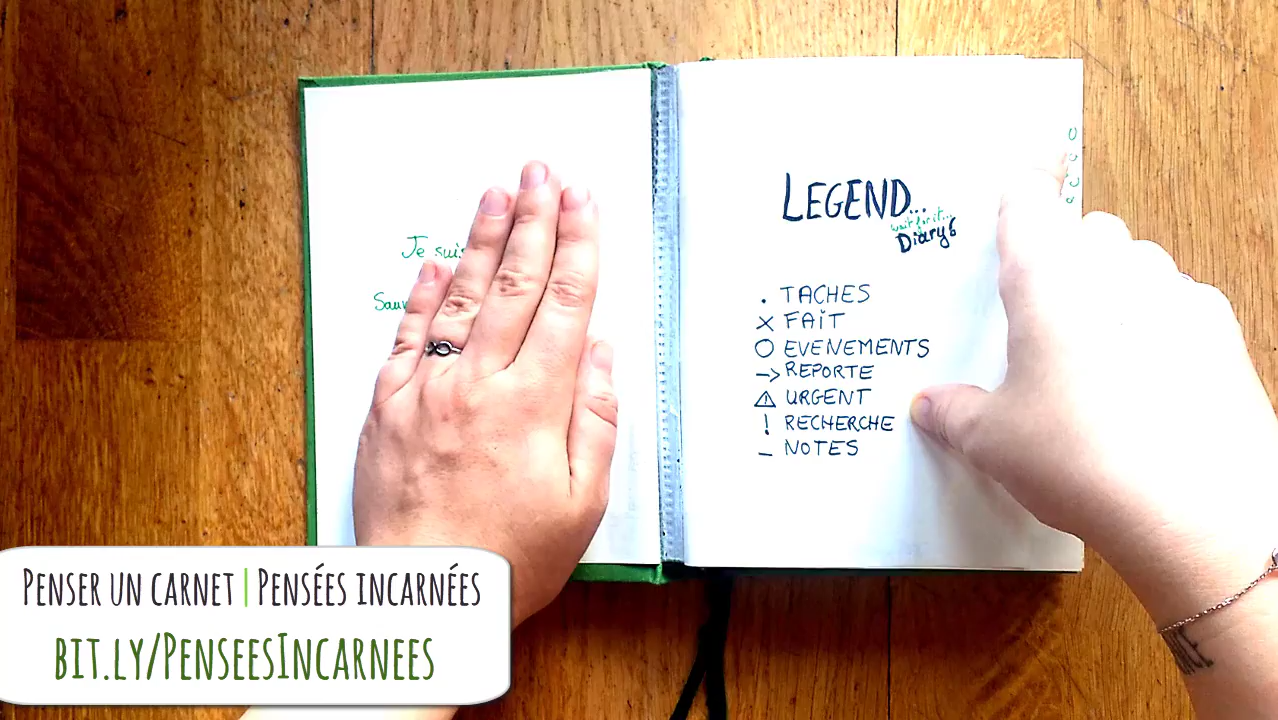 Je suis
LEGEND...
wait for it...
Diary 6
. TACHES
X FAiT
O EVENEMENTS
→ REPORTE
⚠ URGENT
! RECHERCHE
– NOTES
PENSER UN CARNET | PENSÉES INCARNÉES
BIT.LY/PENSEESINCARNEES